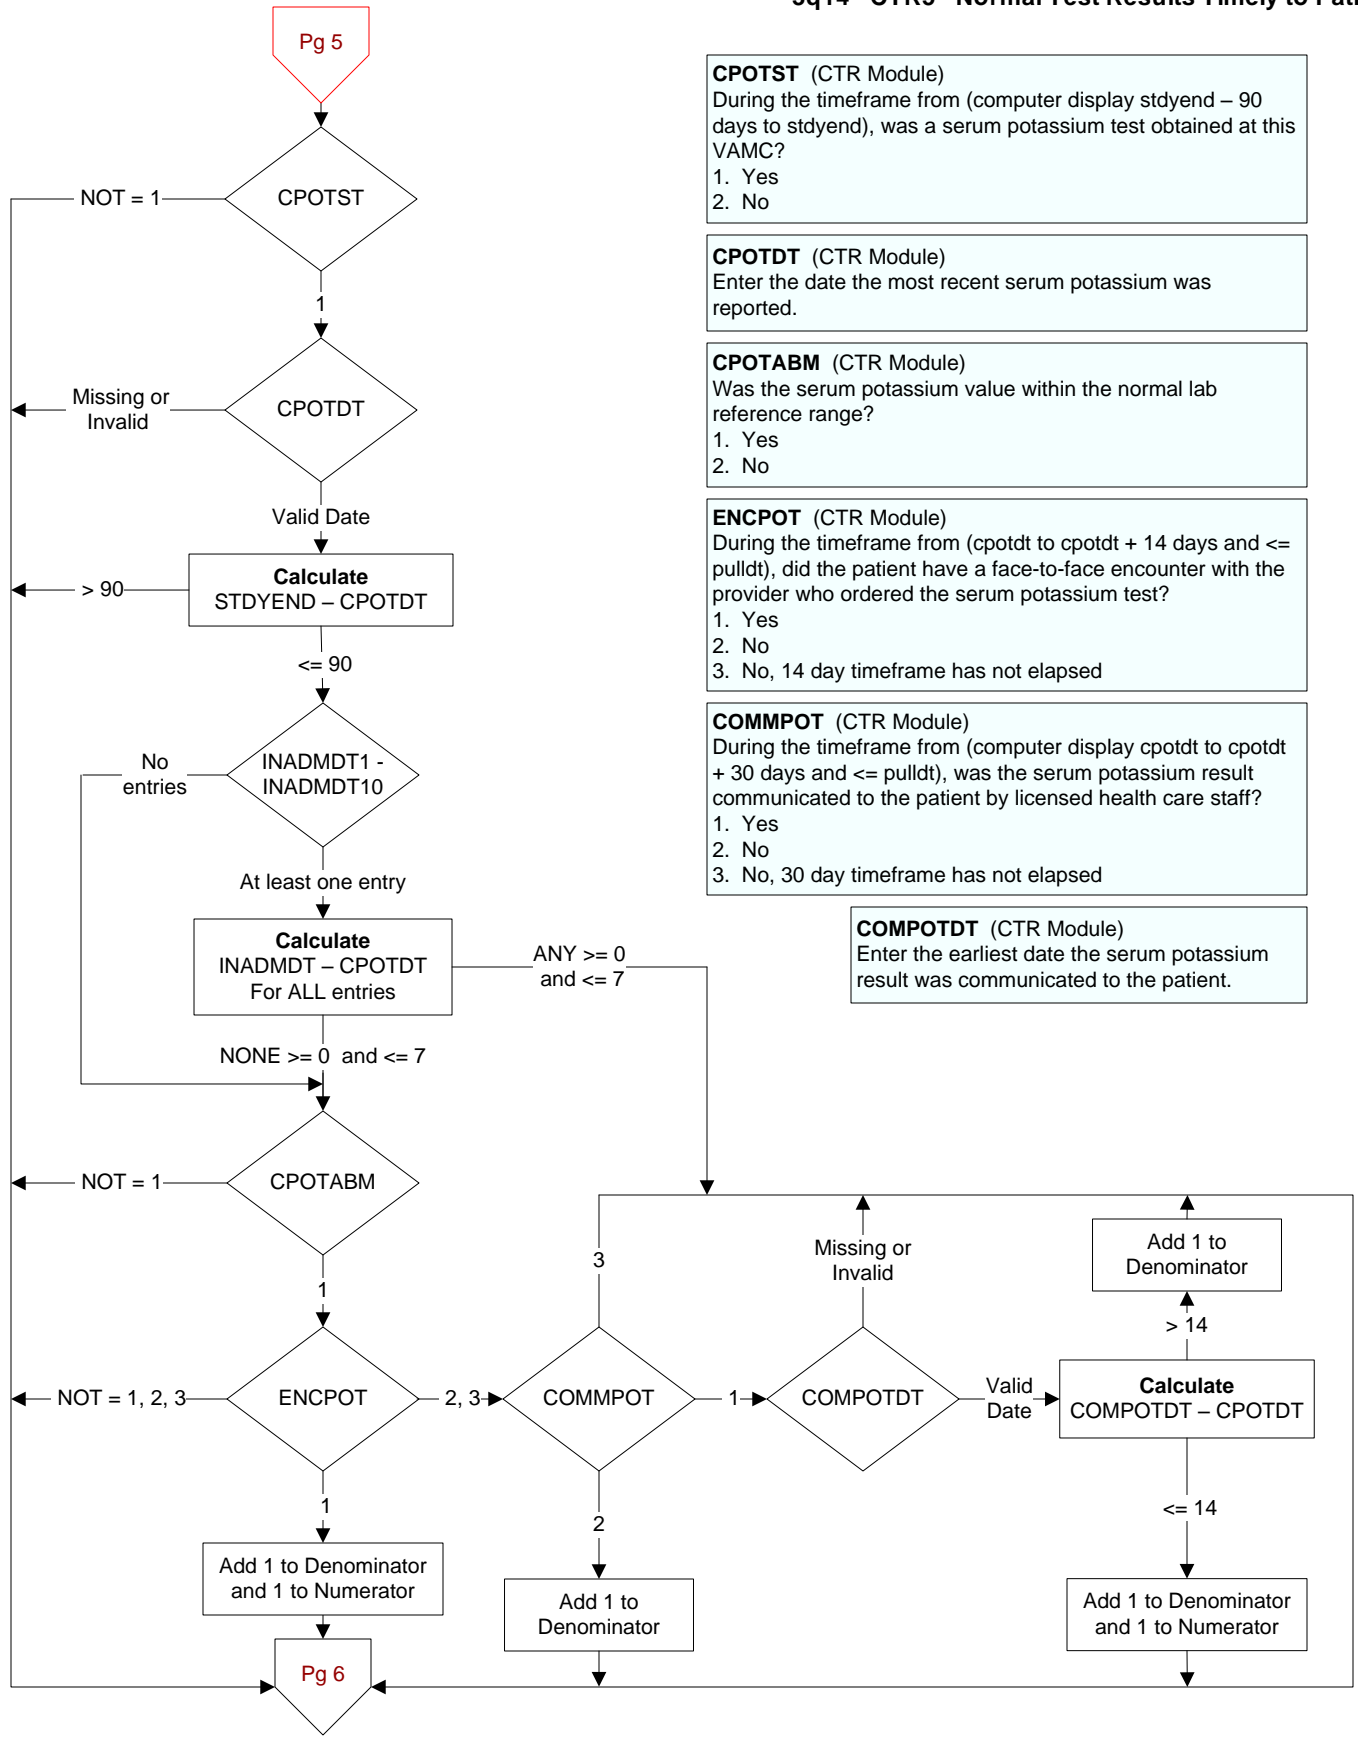 Pg 5
CPOTST (CTR Module)
During the timeframe from (computer display stdyend – 90
days to stdyend), was a serum potassium test obtained at this
VAMC?
1. Yes
2. No
CPOTDT (CTR Module)
Enter the date the most recent serum potassium was
reported.
CPOTABM (CTR Module)
Was the serum potassium value within the normal lab
reference range?
1. Yes
2. No
ENCPOT (CTR Module)
During the timeframe from (cpotdt to cpotdt + 14 days and <=
pulldt), did the patient have a face-to-face encounter with the
provider who ordered the serum potassium test?
1. Yes
2. No
3. No, 14 day timeframe has not elapsed
COMMPOT (CTR Module)
During the timeframe from (computer display cpotdt to cpotdt
+ 30 days and <= pulldt), was the serum potassium result
communicated to the patient by licensed health care staff?
1. Yes
2. No
3. No, 30 day timeframe has not elapsed
COMPOTDT (CTR Module)
Enter the earliest date the serum potassium
result was communicated to the patient.
CPOTST
NOT = 1
1
CPOTDT
Missing or
Invalid
Valid Date
Calculate
STDYEND – CPOTDT
> 90
<= 90
INADMDT1 -
INADMDT10
No
entries
At least one entry
Calculate
INADMDT – CPOTDT
For ALL entries
ANY >= 0
and <= 7
NONE >= 0 and <= 7
CPOTABM
NOT = 1
1
ENCPOT
NOT = 1, 2, 3
2, 3
1
Add 1 to Denominator
and 1 to Numerator
COMMPOT
3
1
2
Add 1 to
Denominator
COMPOTDT
Missing or
Invalid
Valid
Date
Calculate
COMPOTDT – CPOTDT
> 14
Add 1 to
Denominator
<= 14
Add 1 to Denominator
and 1 to Numerator
Pg 6